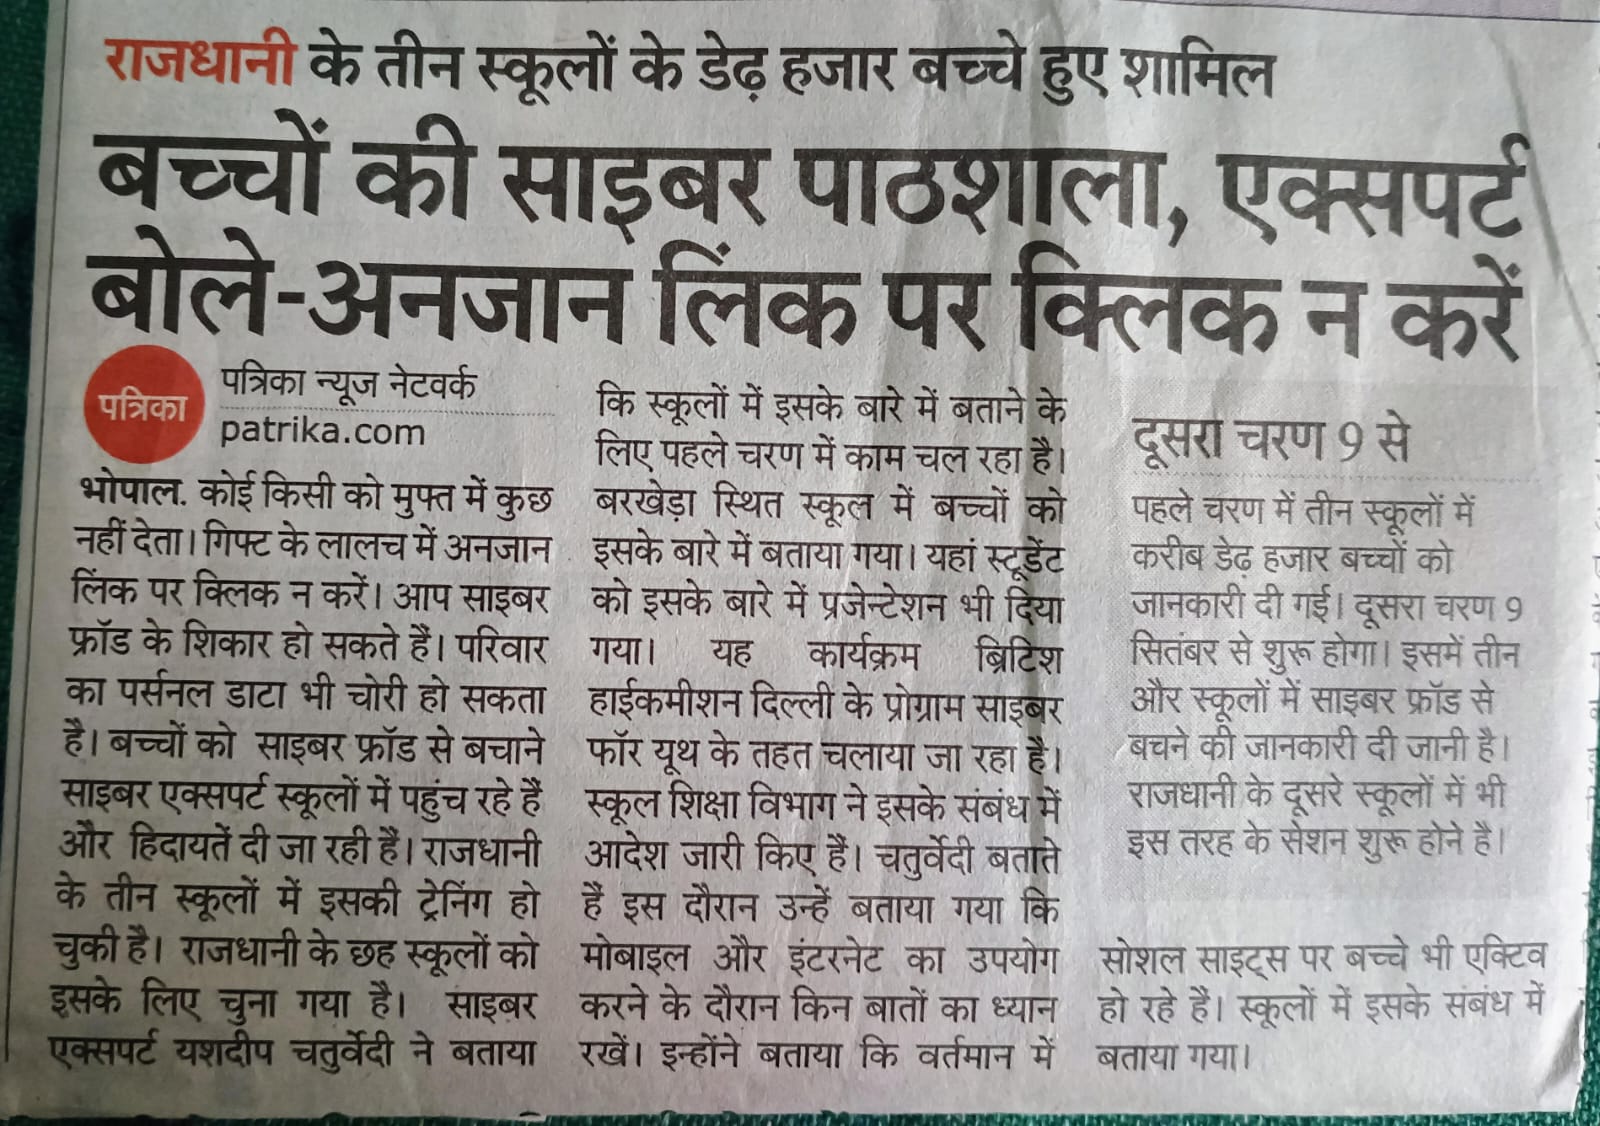 राजधानी के तीन स्कूलों के डेढ़ हजार बच्चे हुए शामिल
बच्चों की साइबर पाठशाला, एक्सपर्ट
बोले-अनजान लिंक पर क्लिक न करें
पत्रिका
पत्रिका न्यूज नेटवर्क
patrika.com
भोपाल. कोई किसी को मुफ्त में कुछ
नहीं देता। गिफ्ट के लालच में अनजान
लिंक पर क्लिक न करें। आप साइबर
फ्रॉड के शिकार हो सकते हैं। परिवार
का पर्सनल डाटा भी चोरी हो सकता
है। बच्चों को साइबर फ्रॉड से बचाने
साइबर एक्सपर्ट स्कूलों में पहुंच रहे हैं
और हिदायतें दी जा रही है। राजधानी
के तीन स्कूलों में इसकी ट्रेनिंग हो
चुकी है। राजधानी के छह स्कूलों को
इसके लिए चुना गया है। साइबर
एक्सपर्ट यशदीप चतुर्वेदी ने बताया
कि स्कूलों में इसके बारे में बताने के
लिए पहले चरण में काम चल रहा है।
बरखेड़ा स्थित स्कूल में बच्चों को
इसके बारे में बताया गया। यहां स्टूडेंट
को इसके बारे में प्रजेन्टेशन भी दिया
गया। यह कार्यक्रम ब्रिटिश
हाईकमीशन दिल्ली के प्रोग्राम साइबर
फॉर यूथ के तहत चलाया जा रहा है।
स्कूल शिक्षा विभाग ने इसके संबंध में
आदेश जारी किए हैं। चतुर्वेदी बताते
हैं इस दौरान उन्हें बताया गया कि
मोबाइल और इंटरनेट का उपयोग
करने के दौरान किन बातों का ध्यान
रखें। इन्होंने बताया कि वर्तमान में
दूसरा चरण 9 से
पहले चरण में तीन स्कूलों में
करीब डेढ़ हजार बच्चों को
जानकारी दी गई। दूसरा चरण 9
सितंबर से शुरू होगा। इसमें तीन
और स्कूलों में साइबर फ्रॉड से
बचने की जानकारी दी जानी है।
राजधानी के दूसरे स्कूलों में भी
इस तरह के सेशन शुरू होने है।
सोशल साइट्स पर बच्चे भी एक्टिव
हो रहे हैं। स्कूलों में इसके संबंध में
बताया गया।